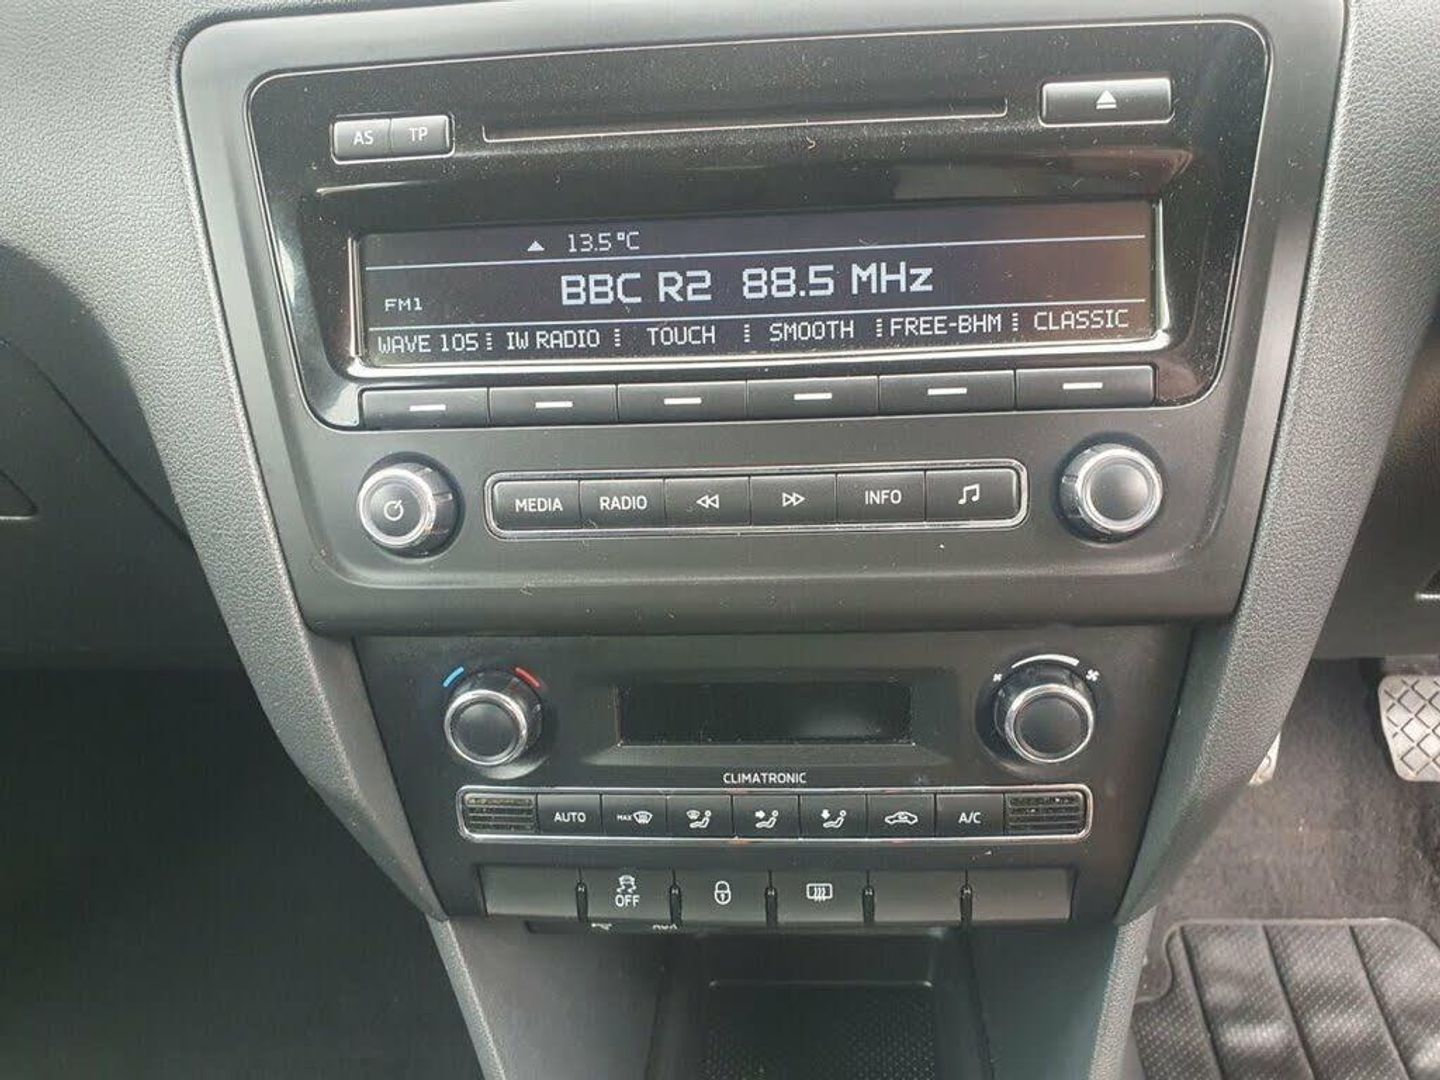 AS TP
13.5°C
BBC R2 88.5 MHz
FM1
WAVE 105 IW RADIO TOUCH SMOOTH FREE-BHM CLASSIC
MEDIA RADIO INFO
CLIMATRONIC
AUTO MAX A/C
OFF
AUX